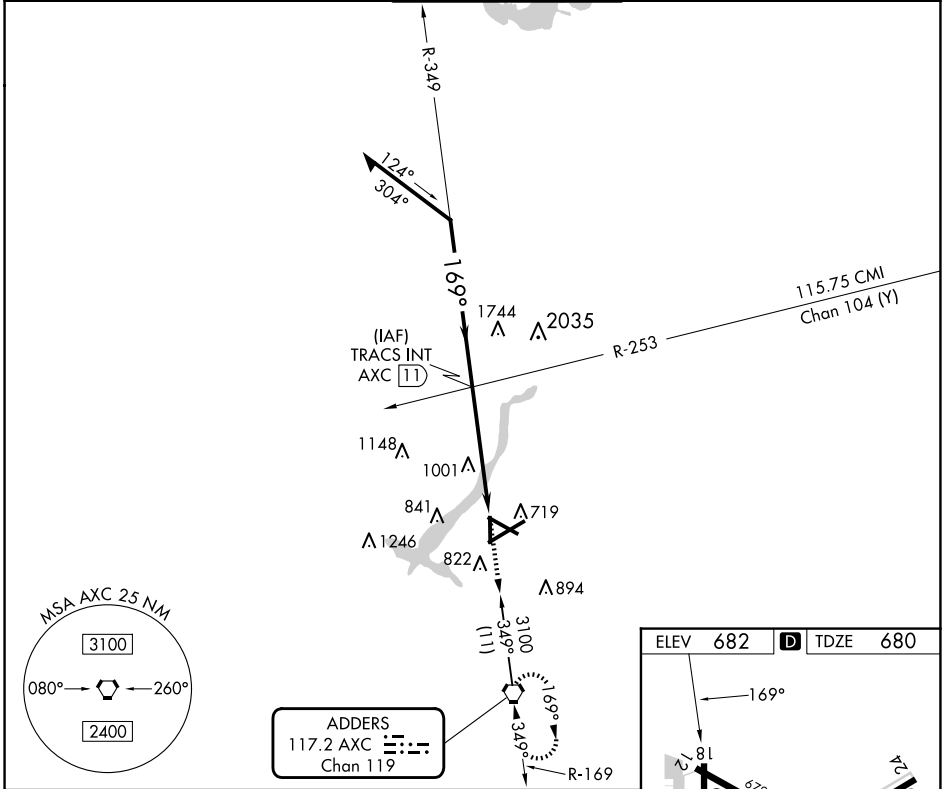 R-349
124°
304°
169°
1744
2035
115.75 CMI
Chan 104 (Y)
R-253
(IAF)
TRACS INT
AXC 11
1148
1001
841
719
1246
822
894
MSA AXC 25 NM
3100
080°
260°
2400
3100
349°
(11)
169°
349°
R-169
ADDERS
117.2 AXC
Chan 119
ELEV 682 D TDZE 680
169°
18
12
24
679